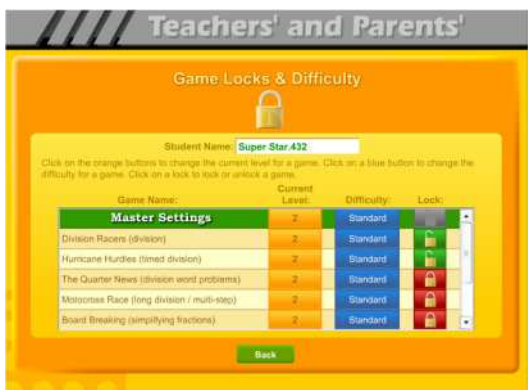 Teachers' and Parents'
Game Locks & Difficulty
Student Name: Super Star.432
Click on the orange buttons to change the current level for a game. Click on a blue button to change the
difficulty for a game. Click on a lock to lock or unlock a game.
Game Name: Current Level: Difficulty: Lock:
Master Settings 2 Standard
Division Racers (division) 2 Standard
Hurricane Hurdles (timed division) 2 Standard
The Quarter News (division word problems) 2 Standard
Motocross Race (long division / multi-step) 2 Standard
Board Breaking (simplifying fractions) 2 Standard
Back